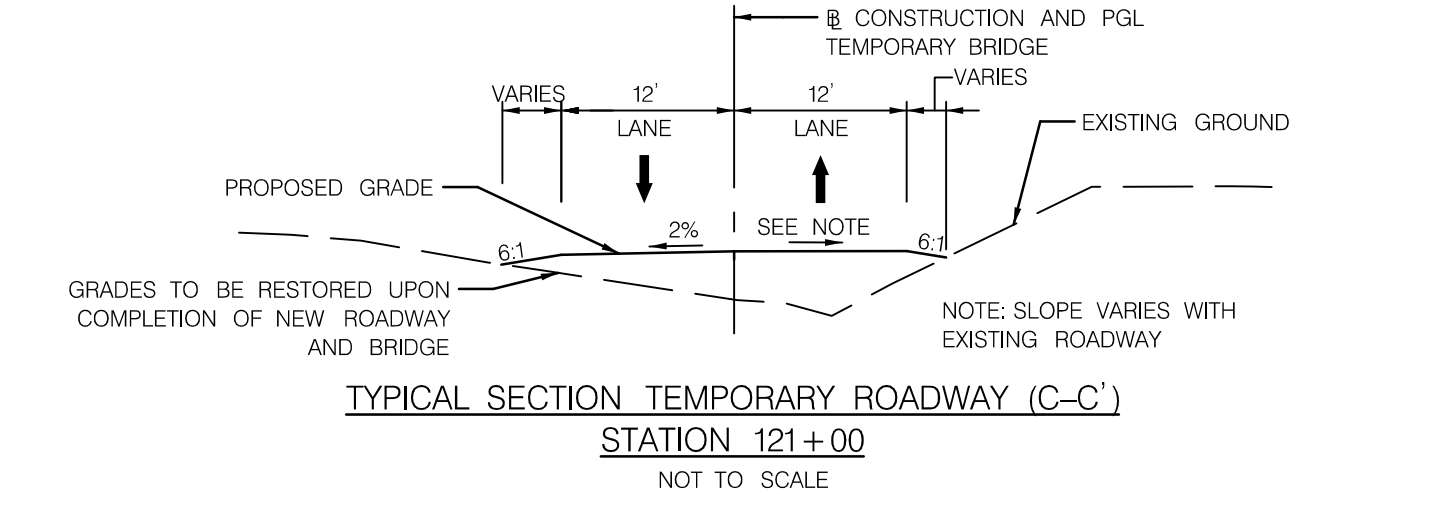 BL CONSTRUCTION AND PGL
TEMPORARY BRIDGE
VARIES
VARIES
12'
12'
LANE
LANE
EXISTING GROUND
PROPOSED GRADE
2%
SEE NOTE
6:1
6:1
GRADES TO BE RESTORED UPON
COMPLETION OF NEW ROADWAY
AND BRIDGE
NOTE: SLOPE VARIES WITH
EXISTING ROADWAY
TYPICAL SECTION TEMPORARY ROADWAY (C–C')
STATION 121+00
NOT TO SCALE